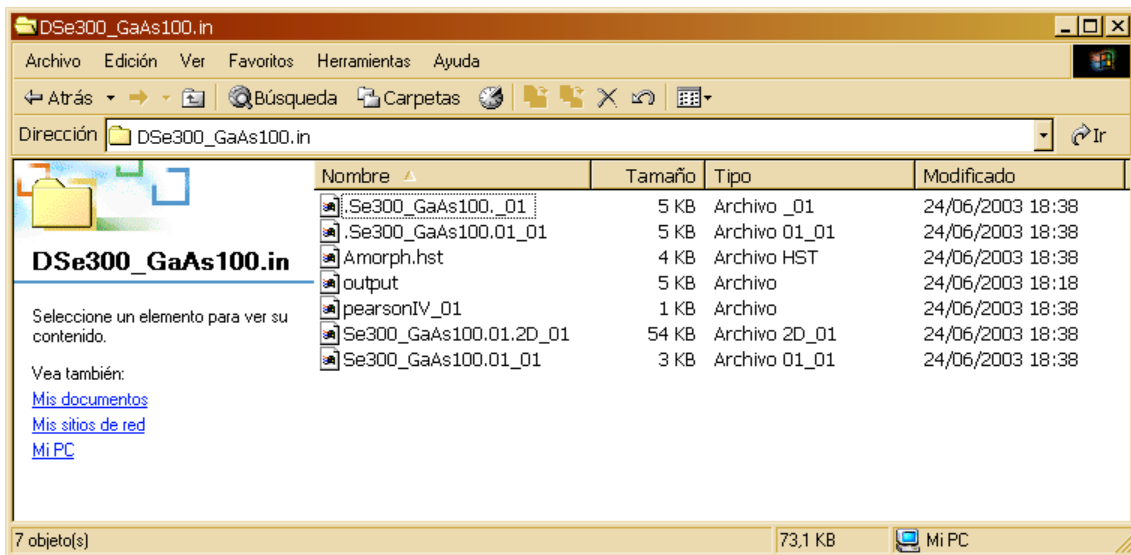 DSe300_GaAs100.in
Archivo Edición Ver Favoritos Herramientas Ayuda
Atrás Búsqueda Carpetas
Dirección DSe300_GaAs100.in Ir
Nombre Tamaño Tipo Modificado
.Se300_GaAs100._01 5 KB Archivo _01 24/06/2003 18:38
.Se300_GaAs100.01_01 5 KB Archivo 01_01 24/06/2003 18:38
Amorph.hst 4 KB Archivo HST 24/06/2003 18:38
output 5 KB Archivo 24/06/2003 18:18
pearsonIV_01 1 KB Archivo 24/06/2003 18:38
Se300_GaAs100.01.2D_01 54 KB Archivo 2D_01 24/06/2003 18:38
Se300_GaAs100.01_01 3 KB Archivo 01_01 24/06/2003 18:38
DSe300_GaAs100.in
Seleccione un elemento para ver su
contenido.
Vea también:
Mis documentos
Mis sitios de red
Mi PC
7 objeto(s) 73,1 KB Mi PC